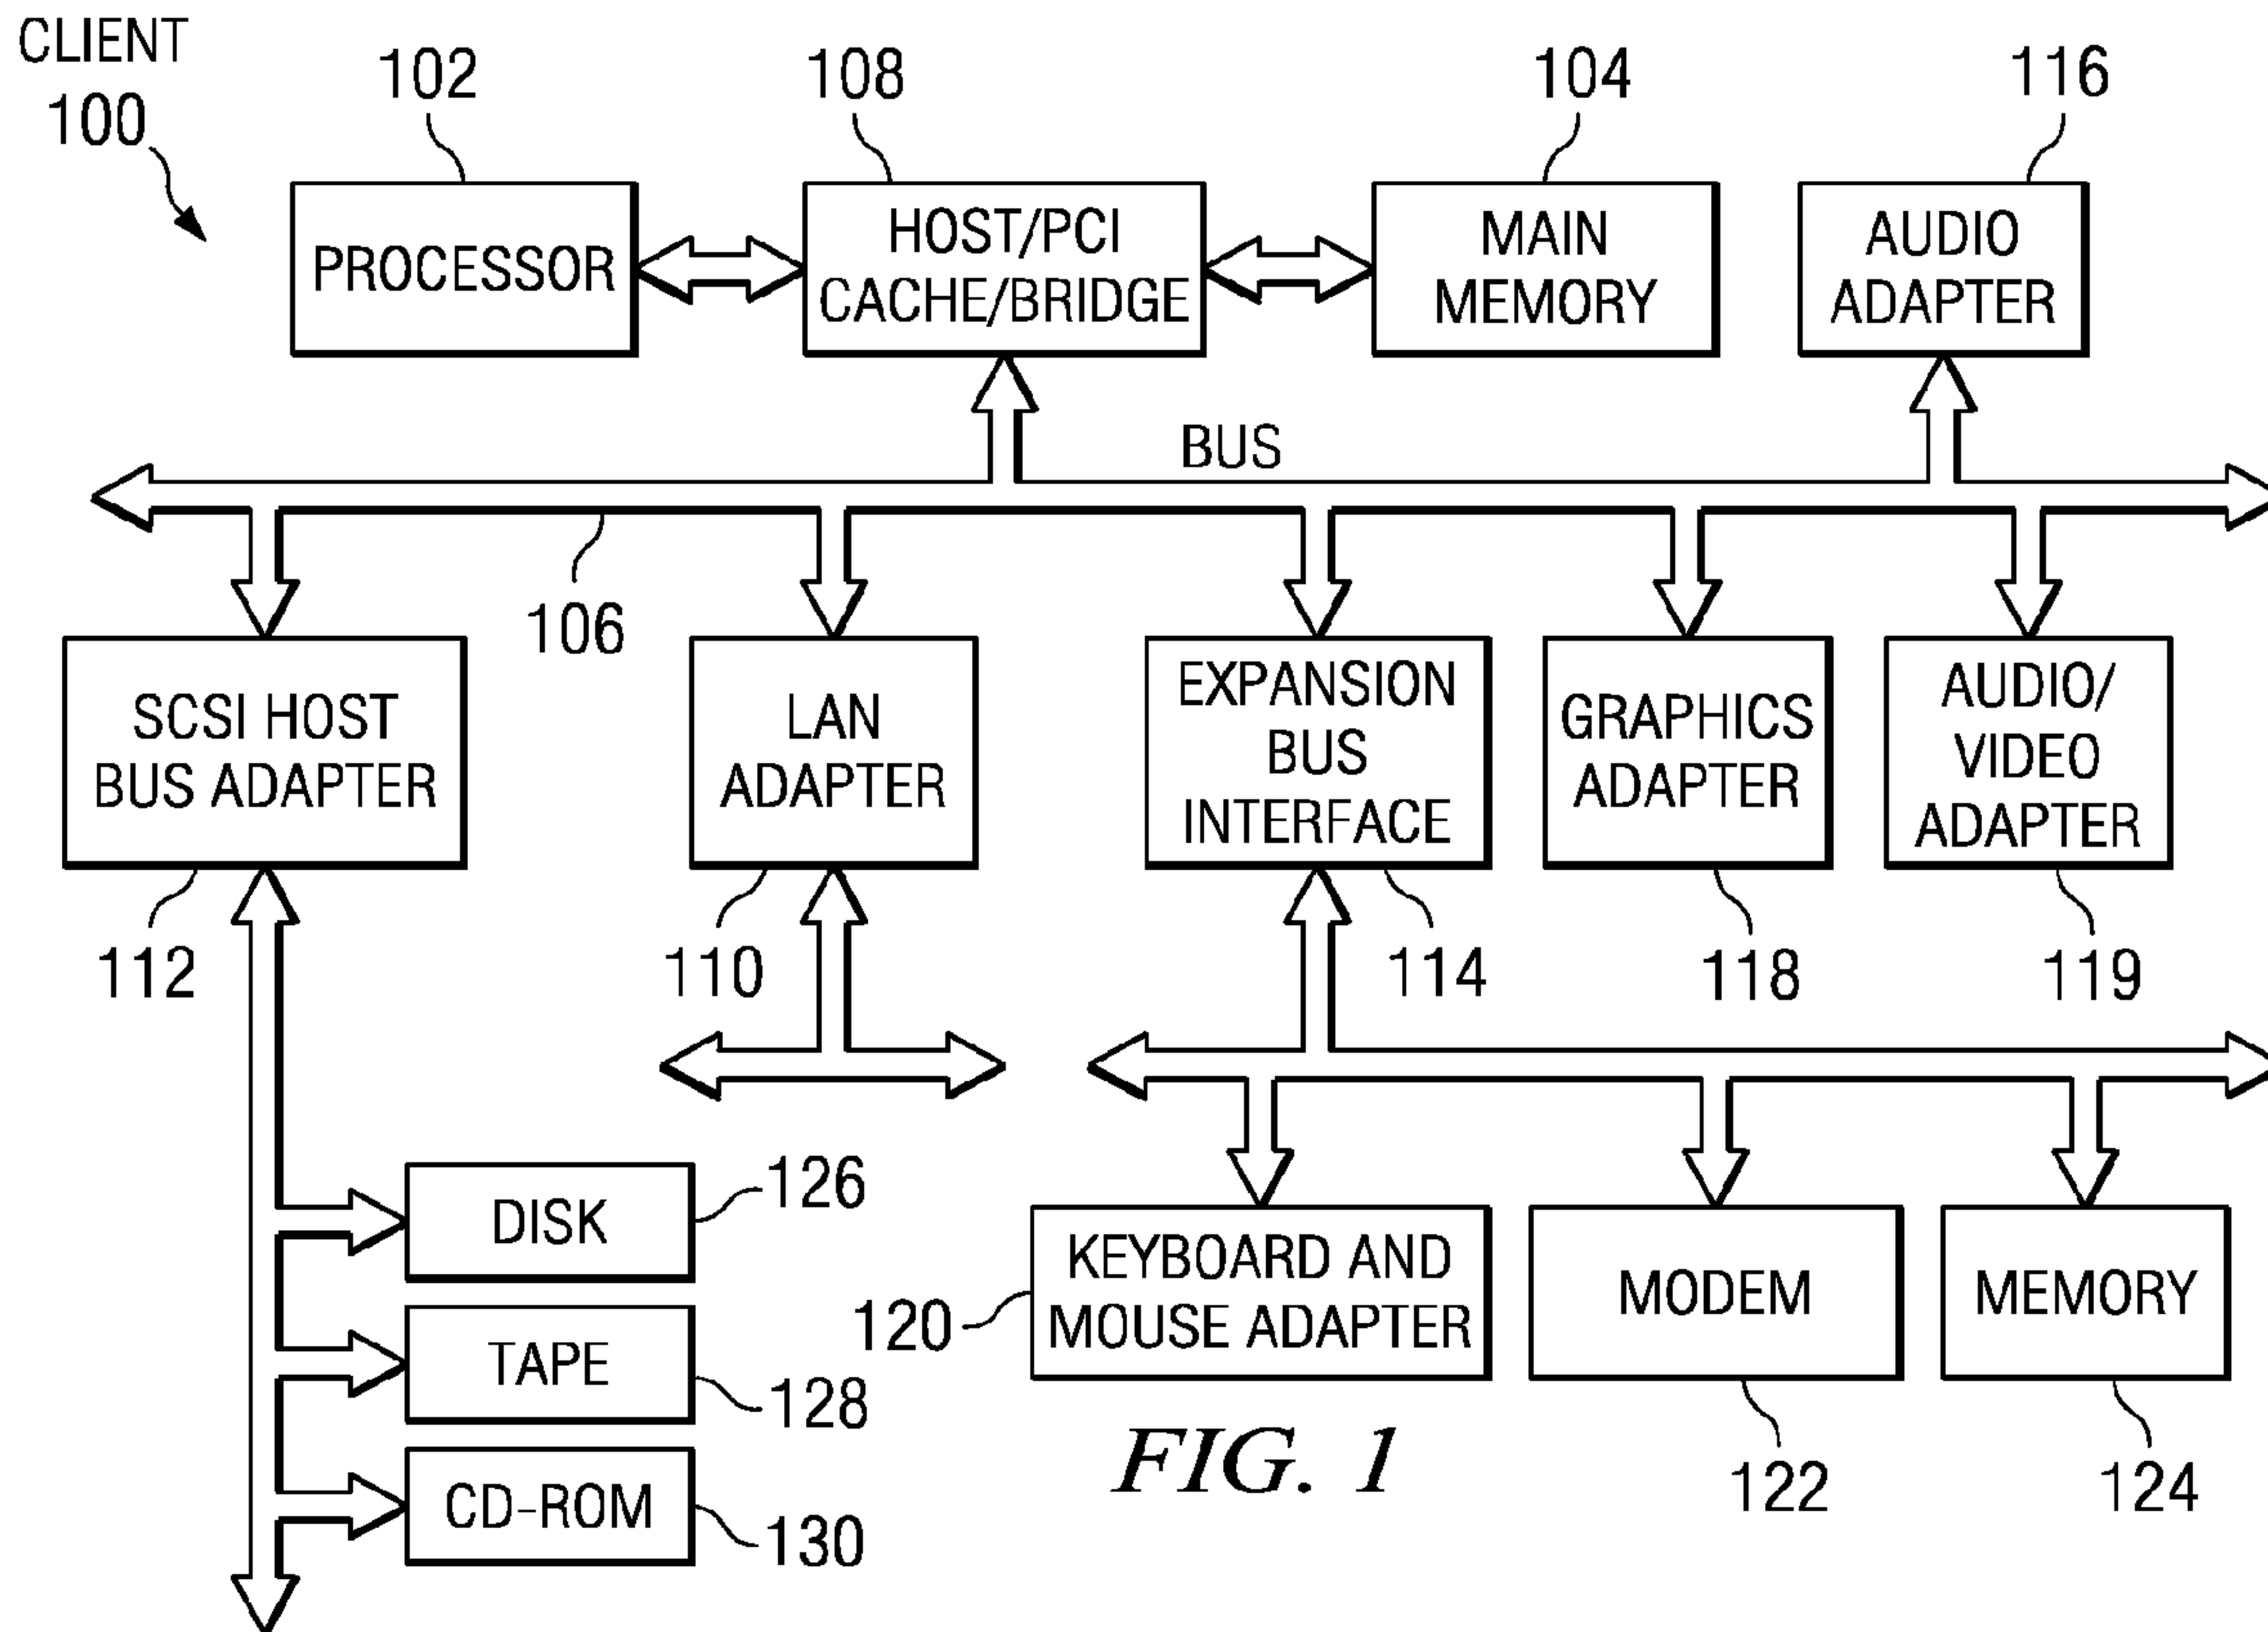 CLIENT
100
102
108
104
116
PROCESSOR
HOST/PCI
CACHE/BRIDGE
MAIN
MEMORY
AUDIO
ADAPTER
BUS
106
SCSI HOST
BUS ADAPTER
LAN
ADAPTER
EXPANSION
BUS
INTERFACE
GRAPHICS
ADAPTER
AUDIO/
VIDEO
ADAPTER
112
110
114
118
119
DISK
126
TAPE
128
CD-ROM
130
120
KEYBOARD AND
MOUSE ADAPTER
MODEM
MEMORY
122
124
FIG. 1